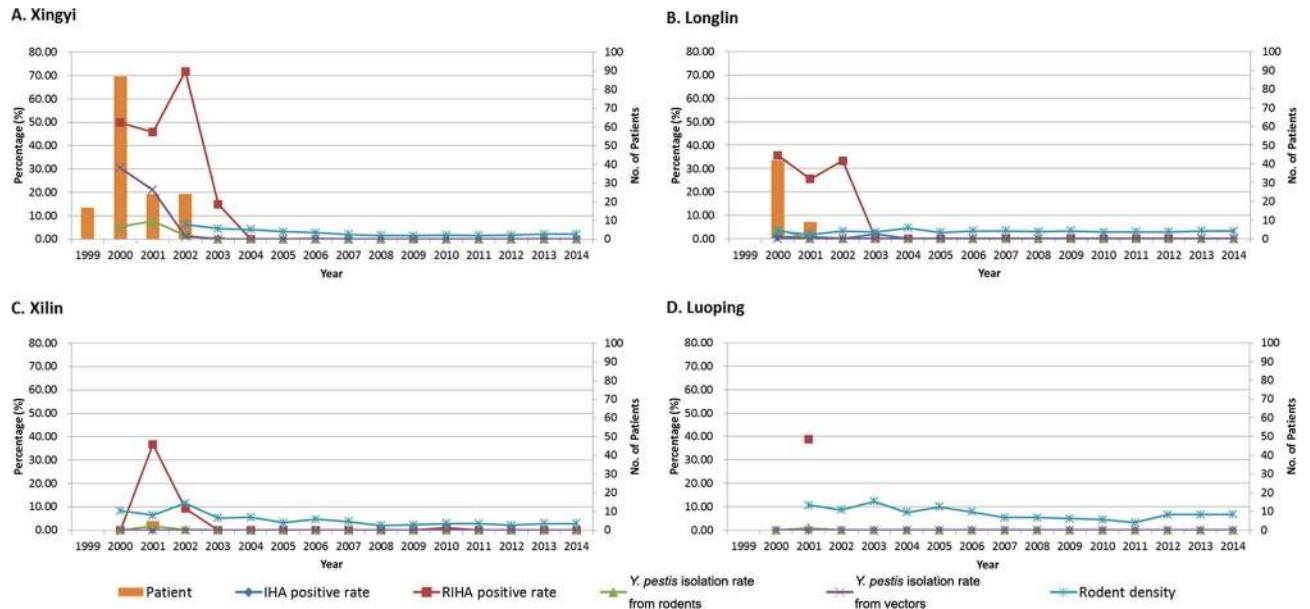 A. Xingyi
80.00
70.00
60.00
50.00
40.00
30.00
20.00
10.00
0.00
Percentage (%)
100
90
80
70
60
50
40
30
20
10
0
No. of Patients
1999 2000 2001 2002 2003 2004 2005 2006 2007 2008 2009 2010 2011 2012 2013 2014
Year
B. Longlin
80.00
70.00
60.00
50.00
40.00
30.00
20.00
10.00
0.00
Percentage (%)
100
90
80
70
60
50
40
30
20
10
0
No. of Patients
1999 2000 2001 2002 2003 2004 2005 2006 2007 2008 2009 2010 2011 2012 2013 2014
Year
C. Xilin
80.00
70.00
60.00
50.00
40.00
30.00
20.00
10.00
0.00
Percentage (%)
100
90
80
70
60
50
40
30
20
10
0
No. of Patients
1999 2000 2001 2002 2003 2004 2005 2006 2007 2008 2009 2010 2011 2012 2013 2014
Year
D. Luoping
80.00
70.00
60.00
50.00
40.00
30.00
20.00
10.00
0.00
Percentage (%)
100
90
80
70
60
50
40
30
20
10
0
No. of Patients
1999 2000 2001 2002 2003 2004 2005 2006 2007 2008 2009 2010 2011 2012 2013 2014
Year
Patient
IHA positive rate
RIHA positive rate
Y. pestis isolation rate
from rodents
Y. pestis isolation rate
from vectors
Rodent density